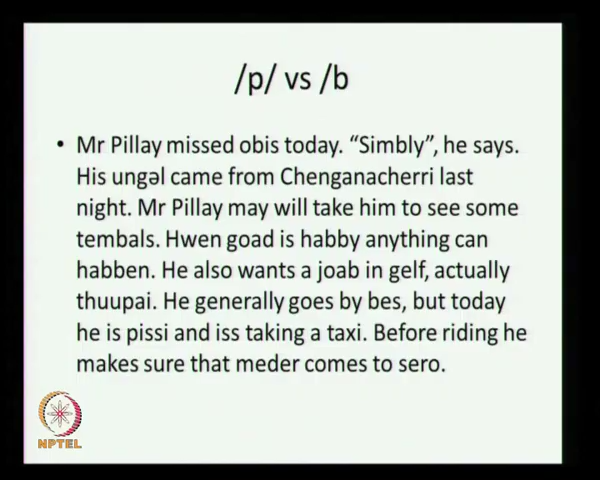 /p/ vs /b
• Mr Pillay missed obis today. “Simbly”, he says.
His ungəl came from Chenganacherri last
night. Mr Pillay may will take him to see some
tembals. Hwen goad is habby anything can
habben. He also wants a joab in gelf, actually
thuupai. He generally goes by bes, but today
he is pissi and iss taking a taxi. Before riding he
makes sure that meder comes to sero.
NPTEL